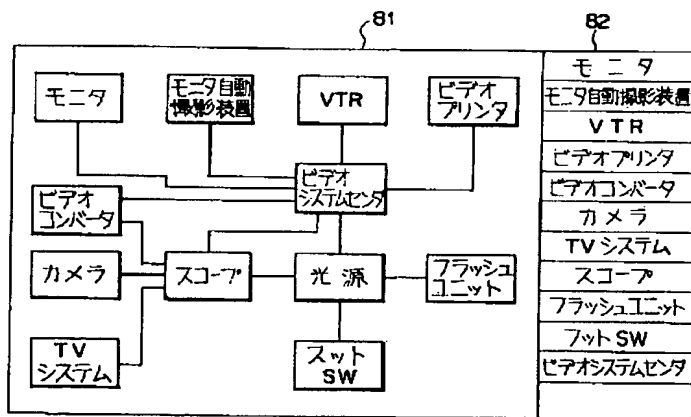 81
82
モニタ
モニタ自動
撮影装置
VTR
ビデオ
プリンタ
ビデオ
システムセンタ
ビデオ
コンバータ
カメラ
スコープ
光源
フラッシュ
ユニット
TV
システム
スット
SW
モニタ
モニタ自動撮影装置
VTR
ビデオプリンタ
ビデオコンバータ
カメラ
TVシステム
スコープ
フラッシュユニット
フットSW
ビデオシステムセンタ